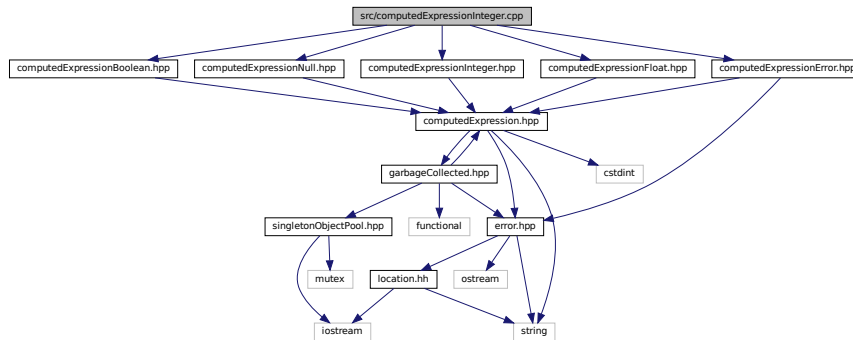 src/computedExpressionInteger.cpp
computedExpressionBoolean.hpp
computedExpressionNull.hpp
computedExpressionInteger.hpp
computedExpressionFloat.hpp
computedExpressionError.hpp
computedExpression.hpp
garbageCollected.hpp
cstdint
singletonObjectPool.hpp
functional
error.hpp
mutex
location.hh
ostream
iostream
string